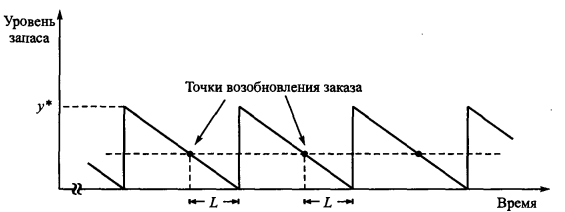 Уровень
запаса
Точки возобновления заказа
y*
L
L
Время